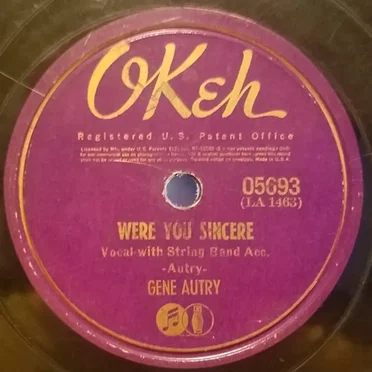 OKeh
Registered U.S. Patent Office
05693
(LA 1463)
WERE YOU SINCERE
Vocal with String Band Acc.
-Autry-
GENE AUTRY